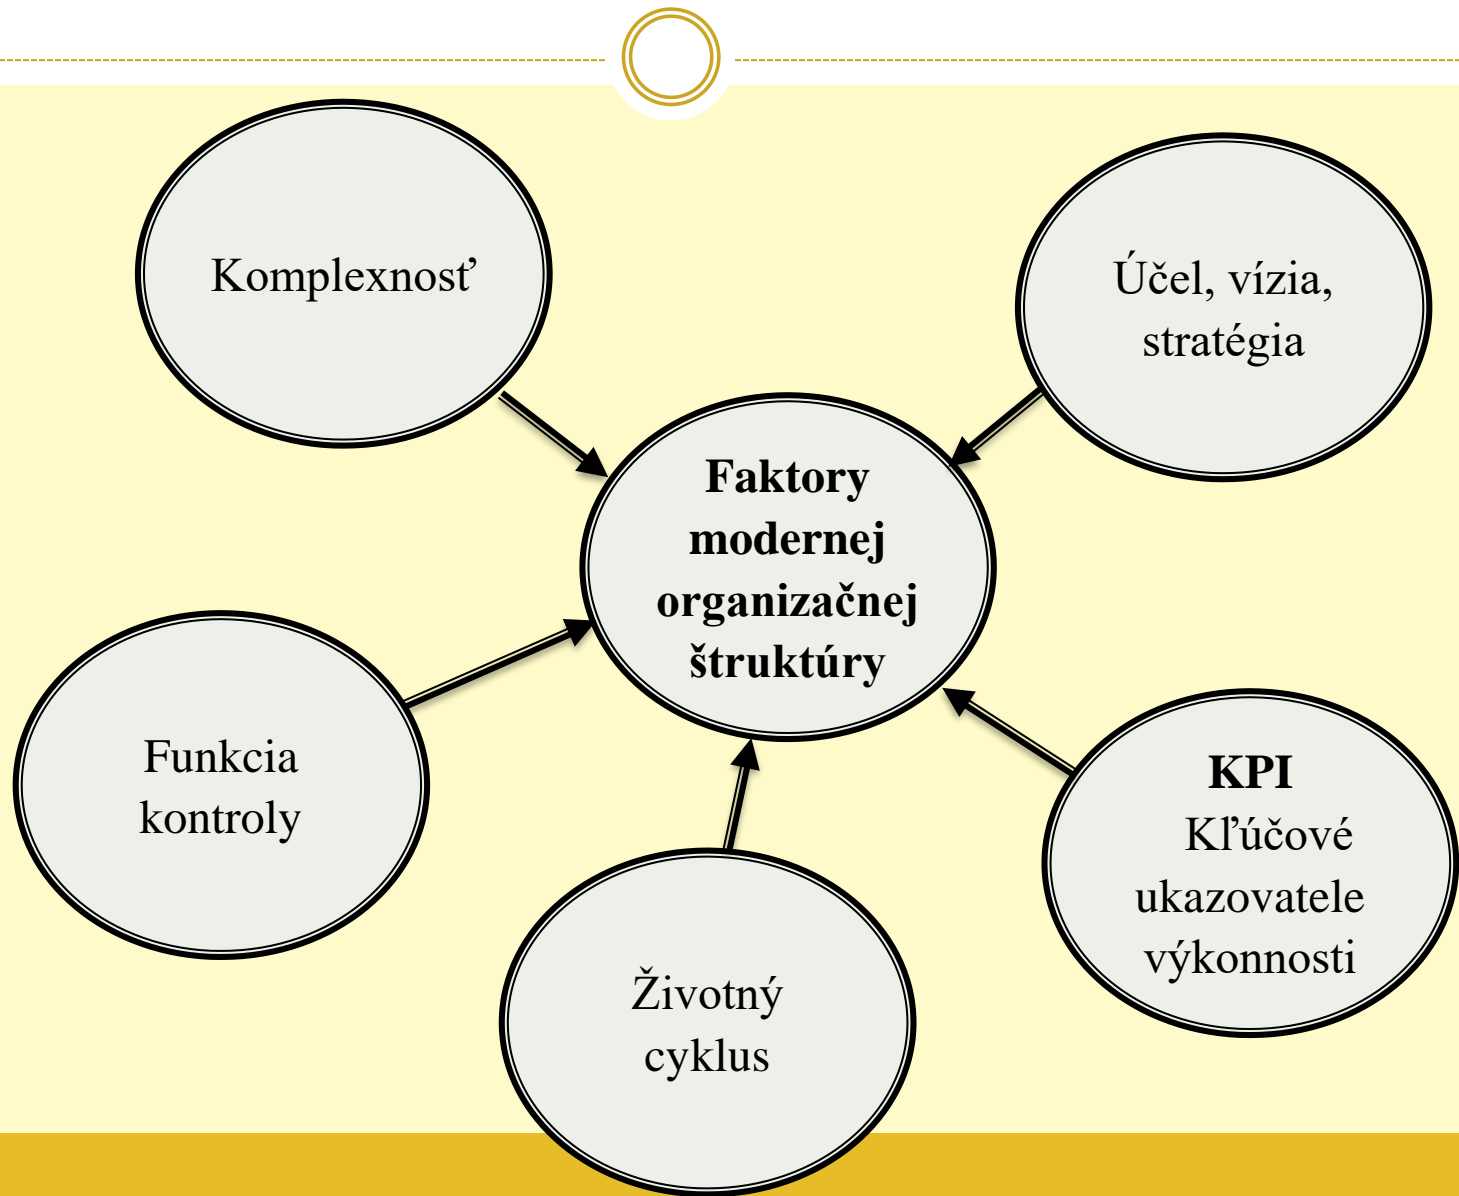 Komplexnosť
Účel, vízia,
stratégia
Faktory
modernej
organizačnej
štruktúry
Funkcia
kontroly
KPI
Kľúčové
ukazovatele
výkonnosti
Životný
cyklus